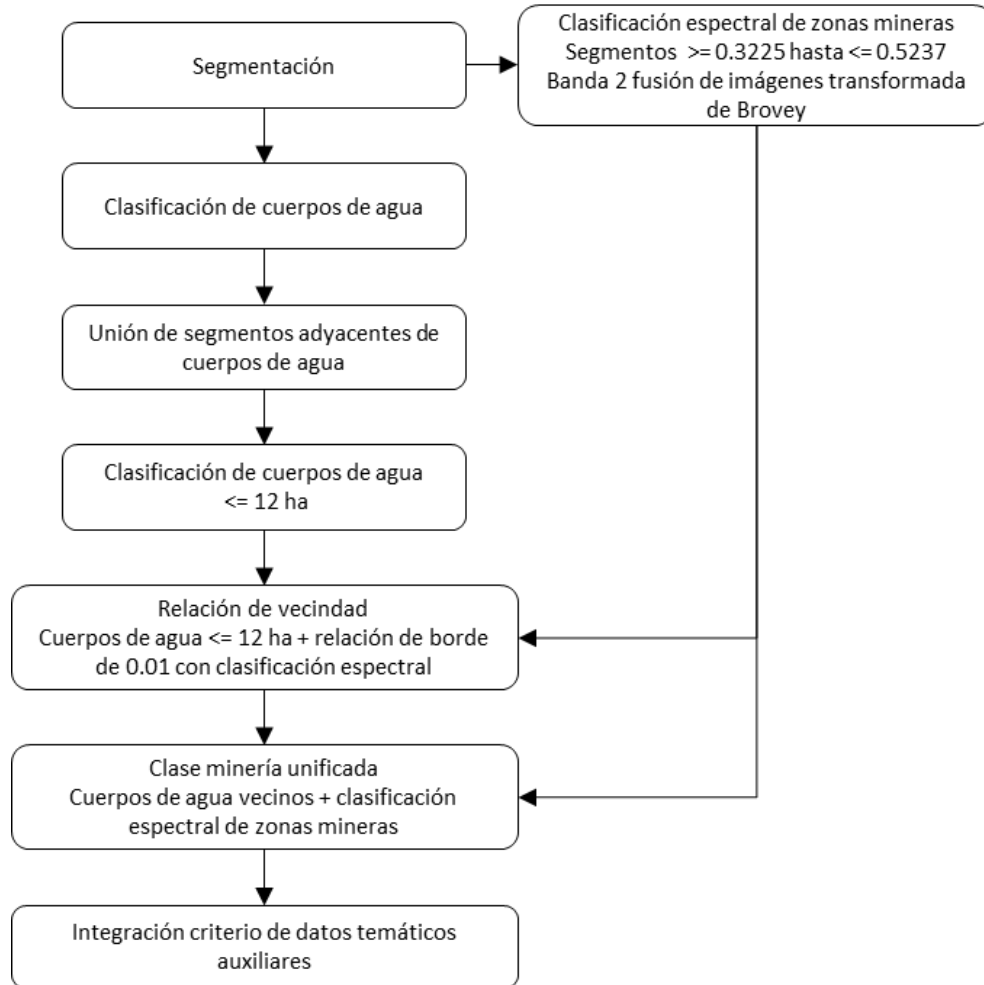 Segmentación
Clasificación espectral de zonas mineras
Segmentos >= 0.3225 hasta <= 0.5237
Banda 2 fusión de imágenes transformada
de Brovey
Clasificación de cuerpos de agua
Unión de segmentos adyacentes de
cuerpos de agua
Clasificación de cuerpos de agua
<= 12 ha
Relación de vecindad
Cuerpos de agua <= 12 ha + relación de borde
de 0.01 con clasificación espectral
Clase minería unificada
Cuerpos de agua vecinos + clasificación
espectral de zonas mineras
Integración criterio de datos temáticos
auxiliares